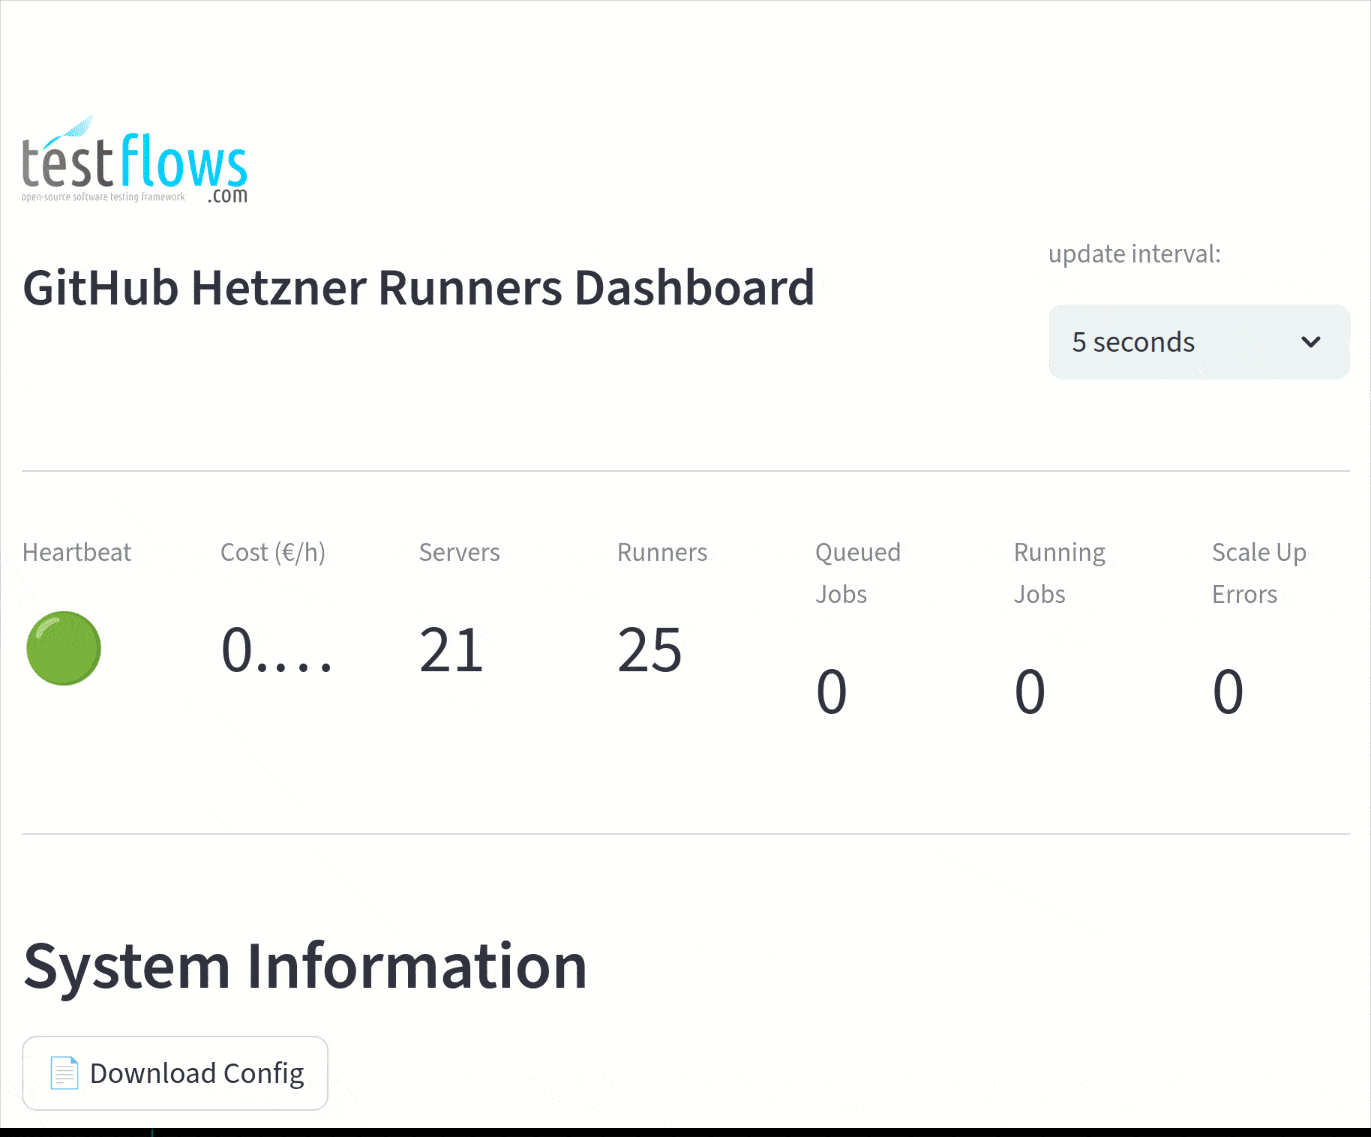 testflows
open-source software testing framework .com
GitHub Hetzner Runners Dashboard
update interval:
5 seconds
Heartbeat
Cost (€/h)
0.…
Servers
21
Runners
25
Queued
Jobs
0
Running
Jobs
0
Scale Up
Errors
0
System Information
Download Config